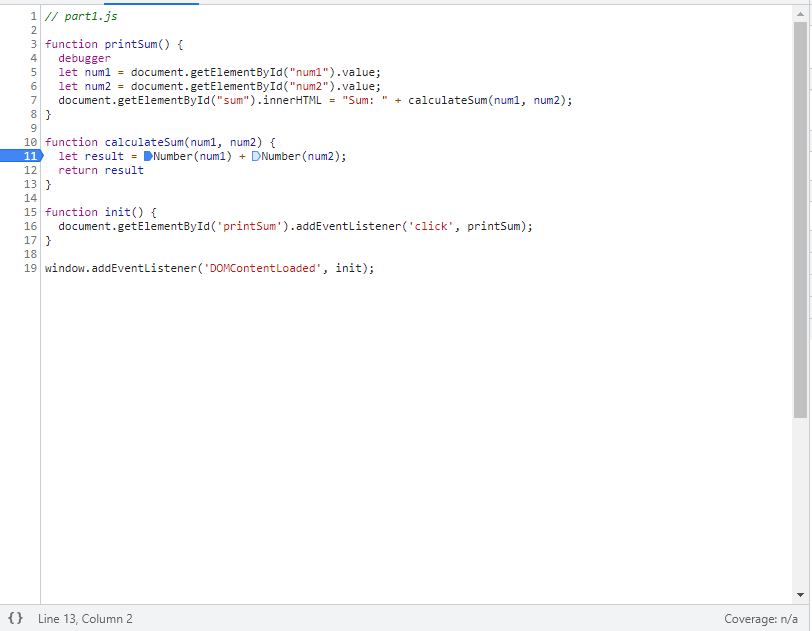 1 // part1.js
2
3 function printSum() {
4   debugger
5   let num1 = document.getElementById("num1").value;
6   let num2 = document.getElementById("num2").value;
7   document.getElementById("sum").innerHTML = "Sum: " + calculateSum(num1, num2);
8 }
9
10 function calculateSum(num1, num2) {
11   let result = Number(num1) + Number(num2);
12   return result
13 }
14
15 function init() {
16   document.getElementById('printSum').addEventListener('click', printSum);
17 }
18
19 window.addEventListener('DOMContentLoaded', init);
{} Line 13, Column 2 Coverage: n/a